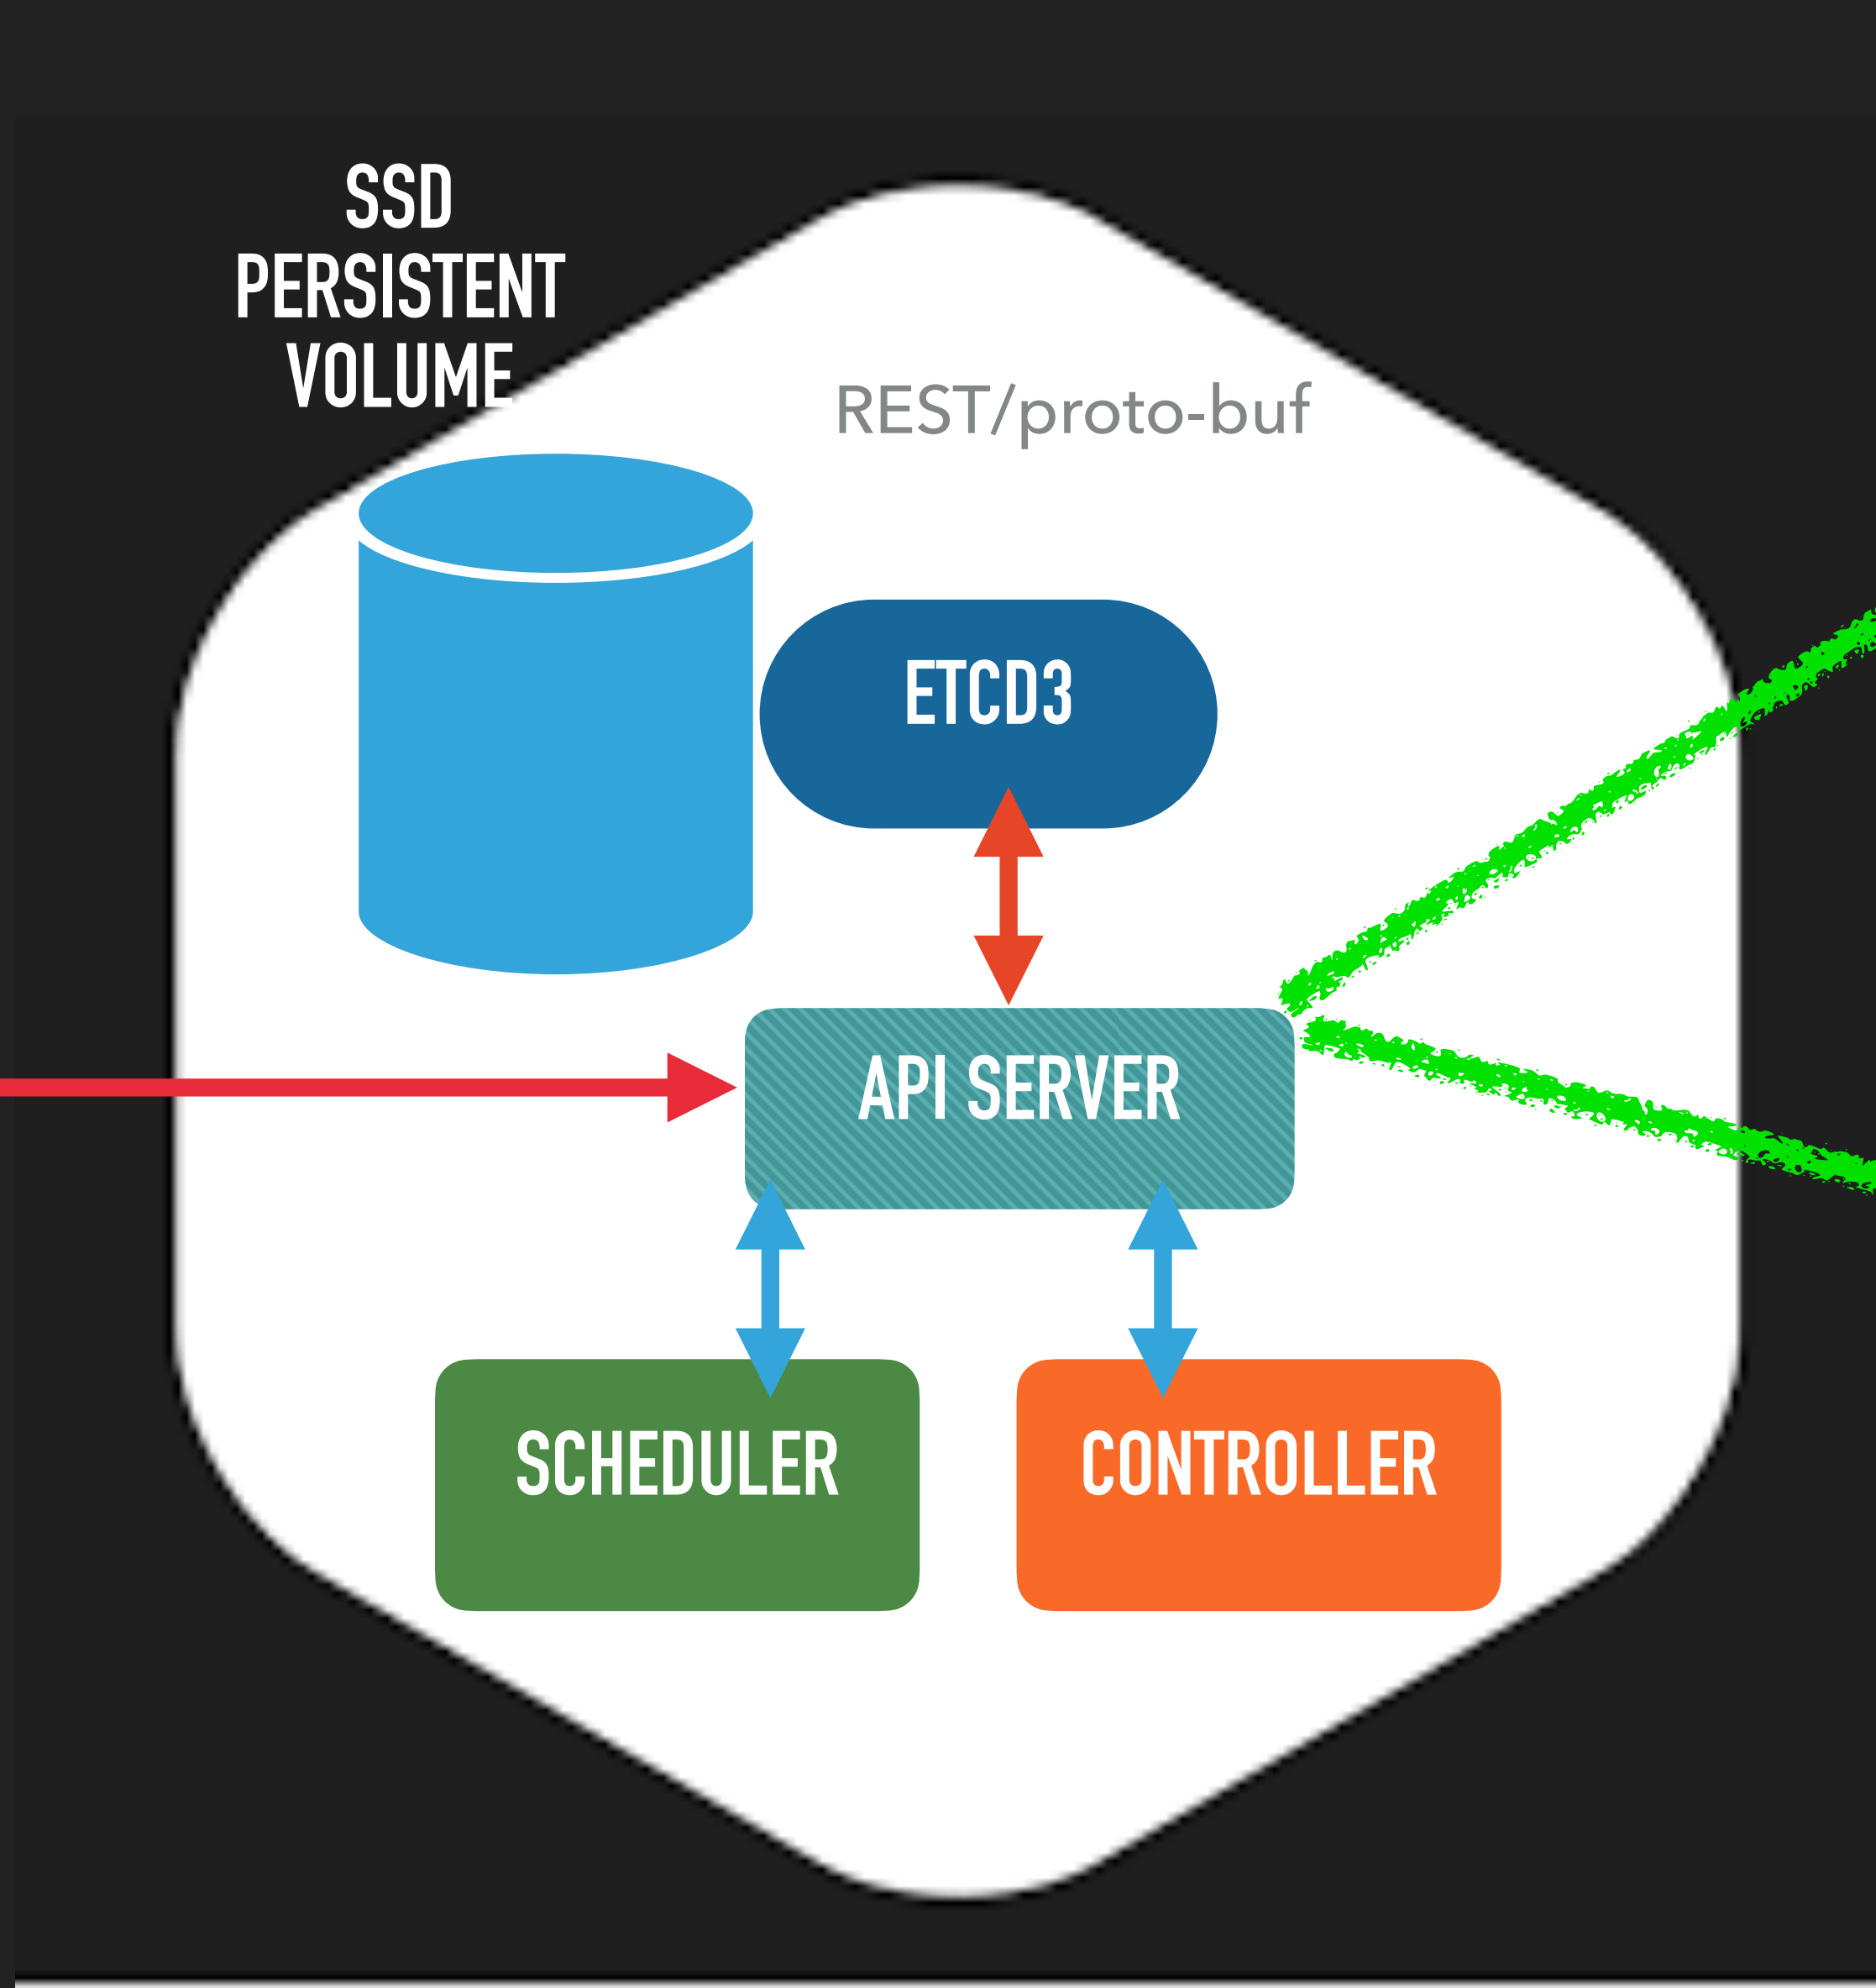 SSD
PERSISTENT
VOLUME
REST/proto-buf
ETCD3
API SERVER
SCHEDULER
CONTROLLER